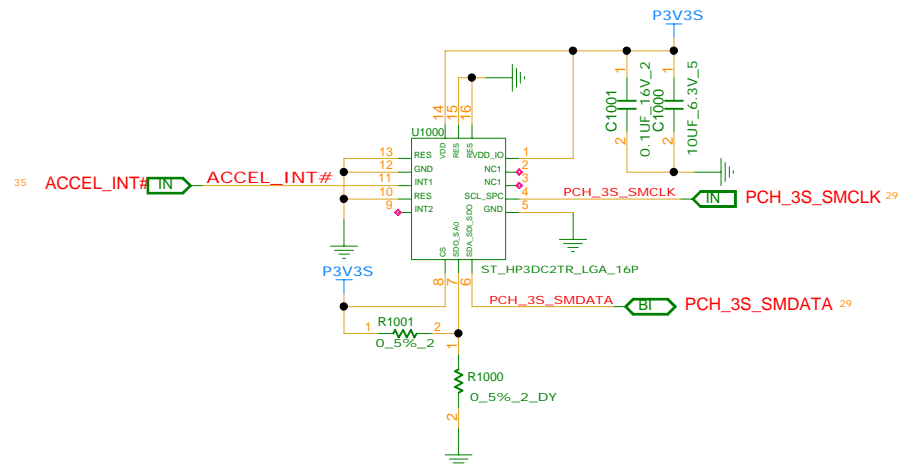 P3V3S
14
15
16
U1000
VDD
RES
RES
1
2
C1001
0.1UF_16V_2
1
2
C1000
10UF_6.3V_5
13 RES
12 GND
11 INT1
10 RES
9 INT2
VDD_IO 1
NC1 2
NC1 3
SCL_SPC 4
GND 5
CS
SDO_SA0
SDA_SDI_SDO
8
7
6
35 ACCEL_INT# IN ACCEL_INT#
PCH_3S_SMCLK IN PCH_3S_SMCLK 29
ST_HP3DC2TR_LGA_16P
P3V3S
PCH_3S_SMDATA BI PCH_3S_SMDATA 29
1 R1001 2
0_5%_2
1
R1000
0_5%_2_DY
2